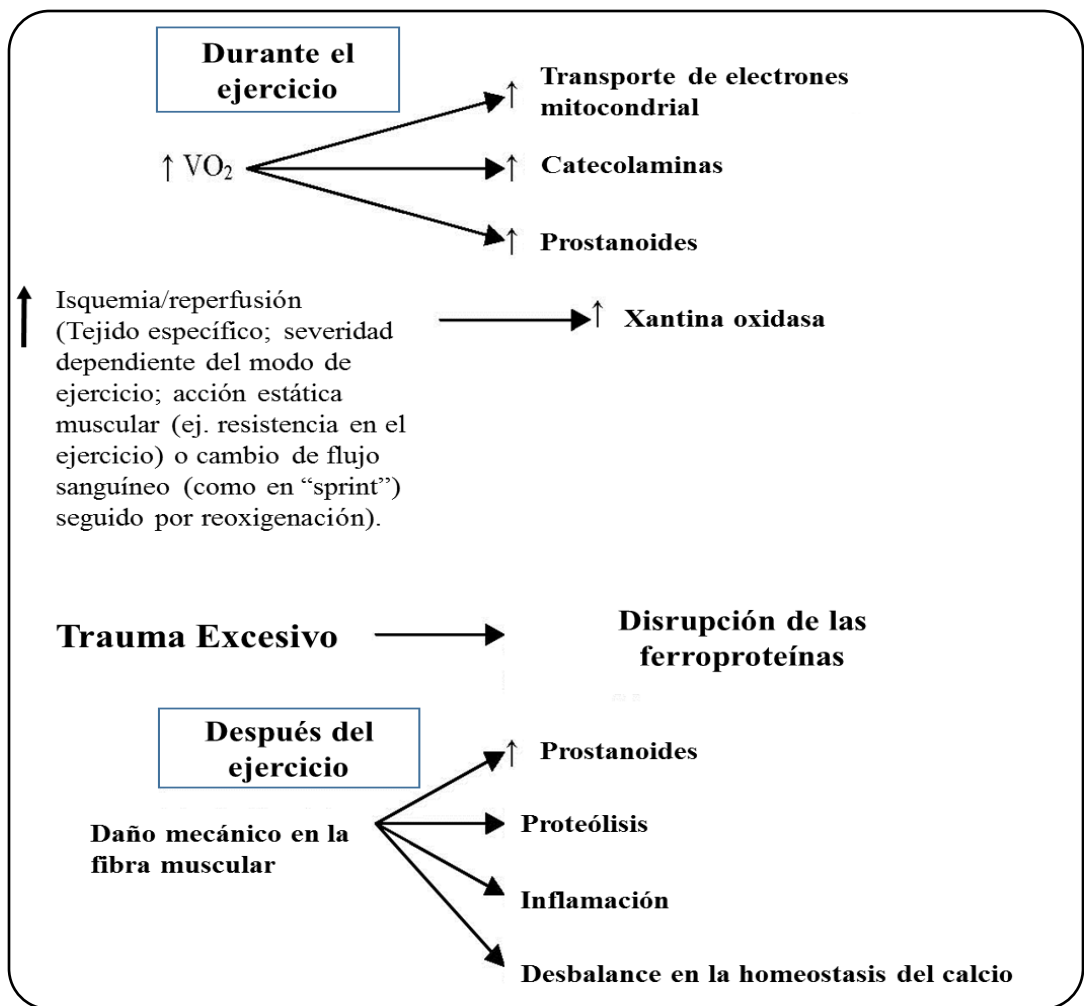 Durante el
ejercicio
↑ Transporte de electrones
mitocondrial
↑ VO₂
↑ Catecolaminas
↑ Prostanoides
↑ Isquemia/reperfusión
(Tejido específico; severidad
dependiente del modo de
ejercicio; acción estática
muscular (ej. resistencia en el
ejercicio) o cambio de flujo
sanguíneo (como en “sprint”)
seguido por reoxigenación).
↑ Xantina oxidasa
Trauma Excesivo
Disrupción de las
ferroproteínas
Después del
ejercicio
Daño mecánico en la
fibra muscular
↑ Prostanoides
Proteólisis
Inflamación
Desbalance en la homeostasis del calcio